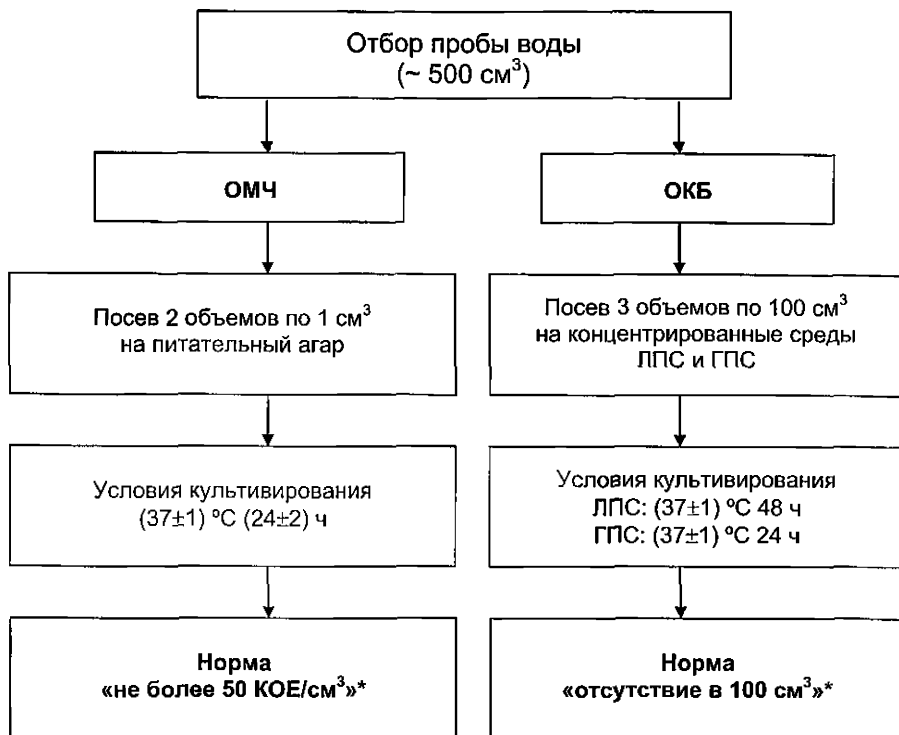 Отбор пробы воды
(~ 500 см³)
ОМЧ
ОКБ
Посев 2 объемов по 1 см³
на питательный агар
Посев 3 объемов по 100 см³
на концентрированные среды
ЛПС и ГПС
Условия культивирования
(37±1) ºС (24±2) ч
Условия культивирования
ЛПС: (37±1) ºС 48 ч
ГПС: (37±1) ºС 24 ч
Норма
«не более 50 КОЕ/см³»*
Норма
«отсутствие в 100 см³»*